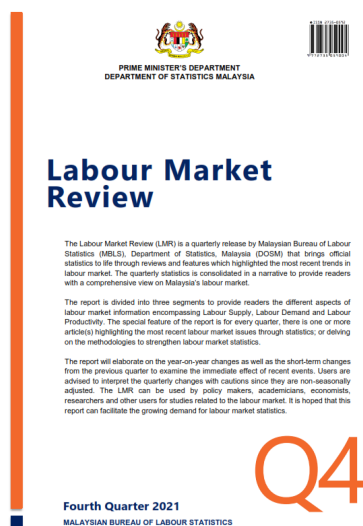 PRIME MINISTER'S DEPARTMENT
DEPARTMENT OF STATISTICS MALAYSIA
Labour Market
Review
The Labour Market Review (LMR) is a quarterly release by Malaysian Bureau of Labour
Statistics (MBLS), Department of Statistics, Malaysia (DOSM) that brings official
statistics to life through reviews and features which highlighted the most recent trends in
labour market. The quarterly statistics is consolidated in a narrative to provide readers
with a comprehensive view on Malaysia's labour market.
The report is divided into three segments to provide readers the different aspects of
labour market information encompassing Labour Supply, Labour Demand and Labour
Productivity. The special feature of the report is for every quarter, there is one or more
article(s) highlighting the most recent labour market issues through statistics; or delving
on the methodologies to strengthen labour market statistics.
The report will elaborate on the year-on-year changes as well as the short-term changes
from the previous quarter to examine the immediate effect of recent events. Users are
advised to interpret the quarterly changes with cautions since they are non-seasonally
adjusted. The LMR can be used by policy makers, academicians, economists,
researchers and other users for studies related to the labour market. It is hoped that this
report can facilitate the growing demand for labour market statistics.
Q4
Fourth Quarter 2021
MALAYSIAN BUREAU OF LABOUR STATISTICS